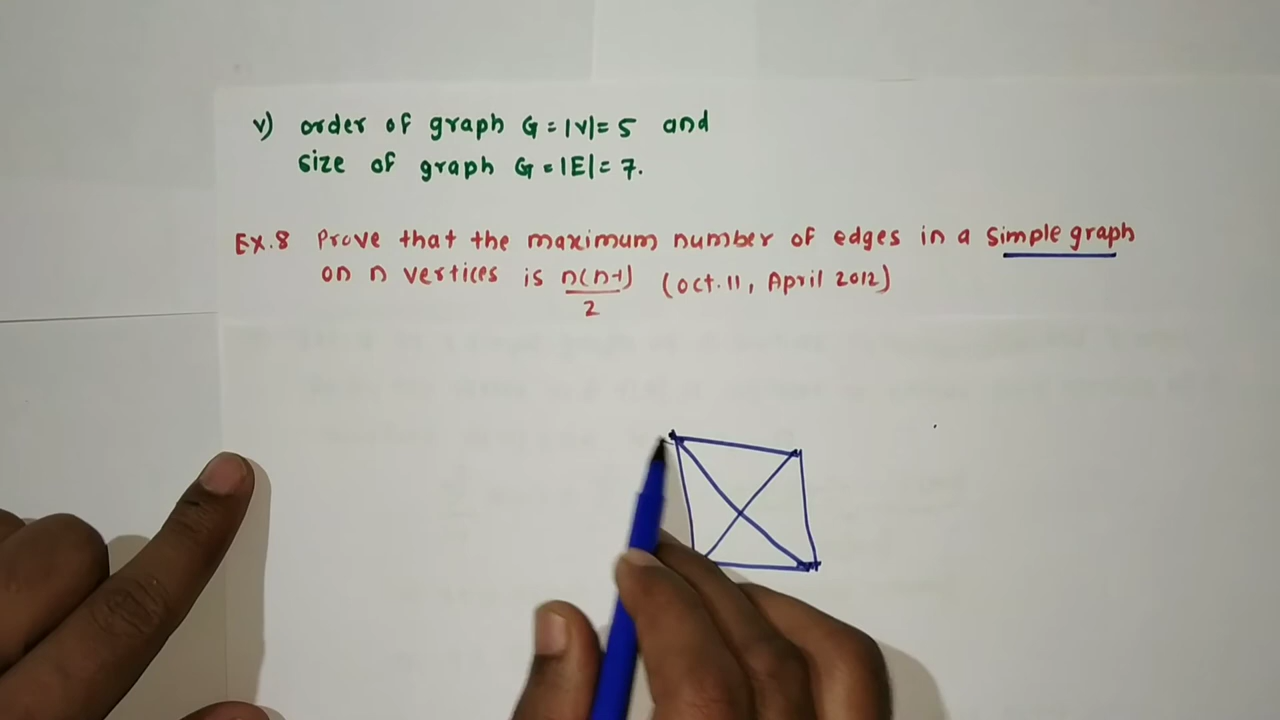 v) order of graph G = |V| = 5 and
size of graph G = |E| = 7.
Ex.8 Prove that the maximum number of edges in a simple graph
on n vertices is n(n-1)/2 (oct. 11, April 2012)